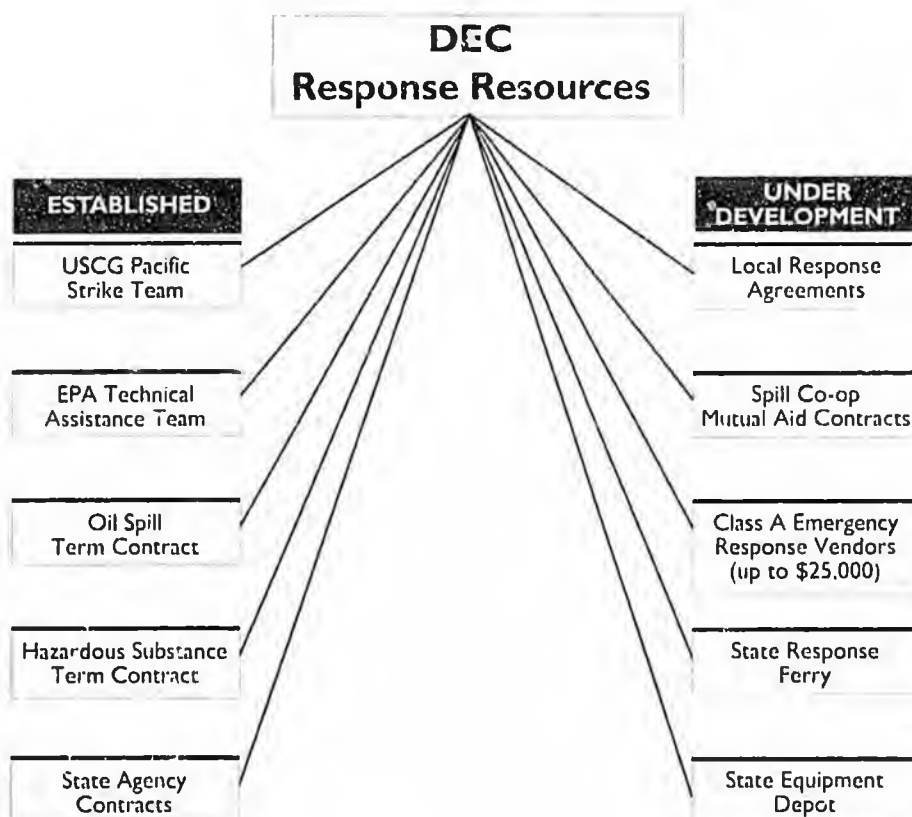 DEC
Response Resources
ESTABLISHED
USCG Pacific
Strike Team
EPA Technical
Assistance Team
Oil Spill
Term Contract
Hazardous Substance
Term Contract
State Agency
Contracts
UNDER
DEVELOPMENT
Local Response
Agreements
Spill Co-op
Mutual Aid Contracts
Class A Emergency
Response Vendors
(up to $25,000)
State Response
Ferry
State Equipment
Depot